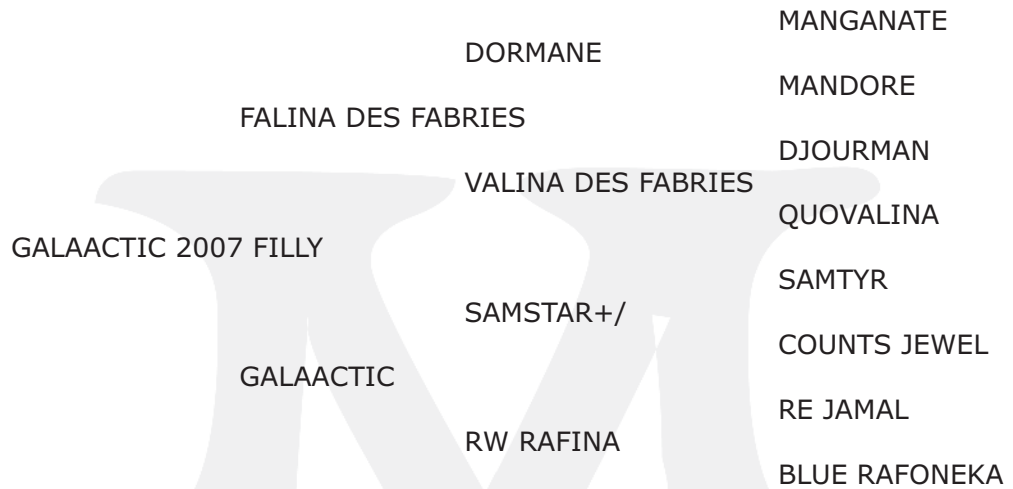 MANGANATE
DORMANE
MANDORE
FALINA DES FABRIES
DJOURMAN
VALINA DES FABRIES
QUOVALINA
GALAACTIC 2007 FILLY
SAMTYR
SAMSTAR+/
COUNTS JEWEL
GALAACTIC
RE JAMAL
RW RAFINA
BLUE RAFONEKA